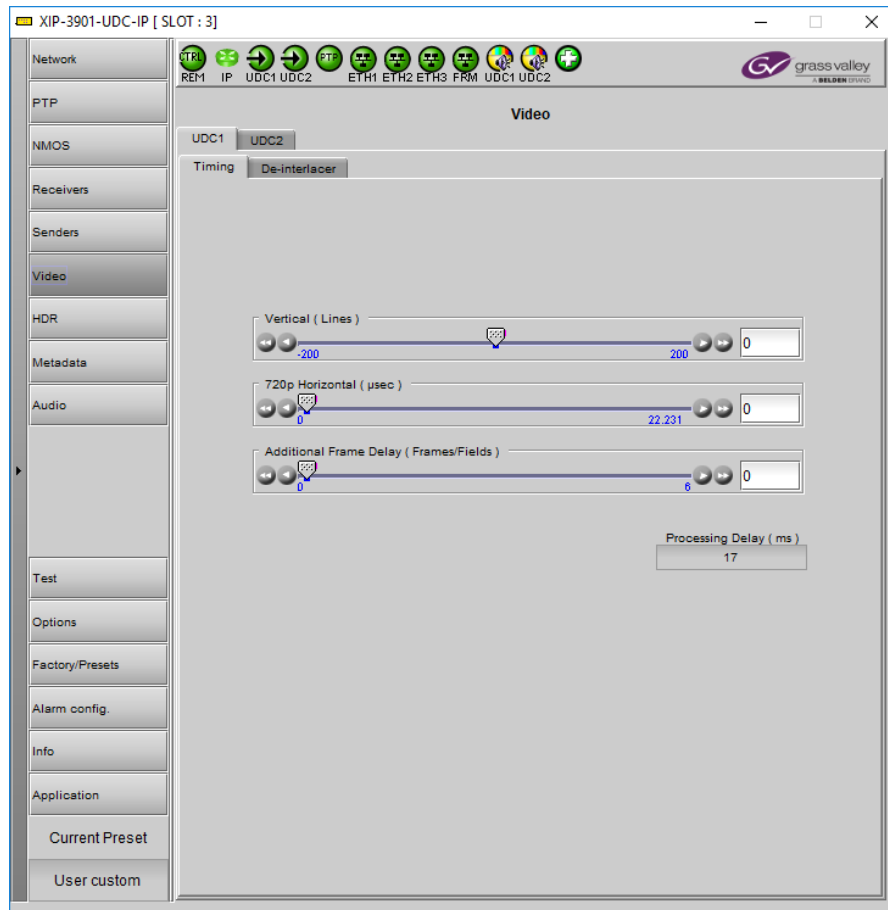 XIP-3901-UDC-IP [ SLOT : 3]
Network
PTP
NMOS
Receivers
Senders
Video
HDR
Metadata
Audio
Test
Options
Factory/Presets
Alarm config.
Info
Application
Current Preset
User custom
CTRL
REM IP UDC1 UDC2 PTP ETH1 ETH2 ETH3 FRM UDC1 UDC2
GV grass valley
A BELDEN BRAND
Video
UDC1 UDC2
Timing De-interlacer
Vertical ( Lines )
-200 200 0
720p Horizontal ( µsec )
0 22.231 0
Additional Frame Delay ( Frames/Fields )
0 6 0
Processing Delay ( ms )
17